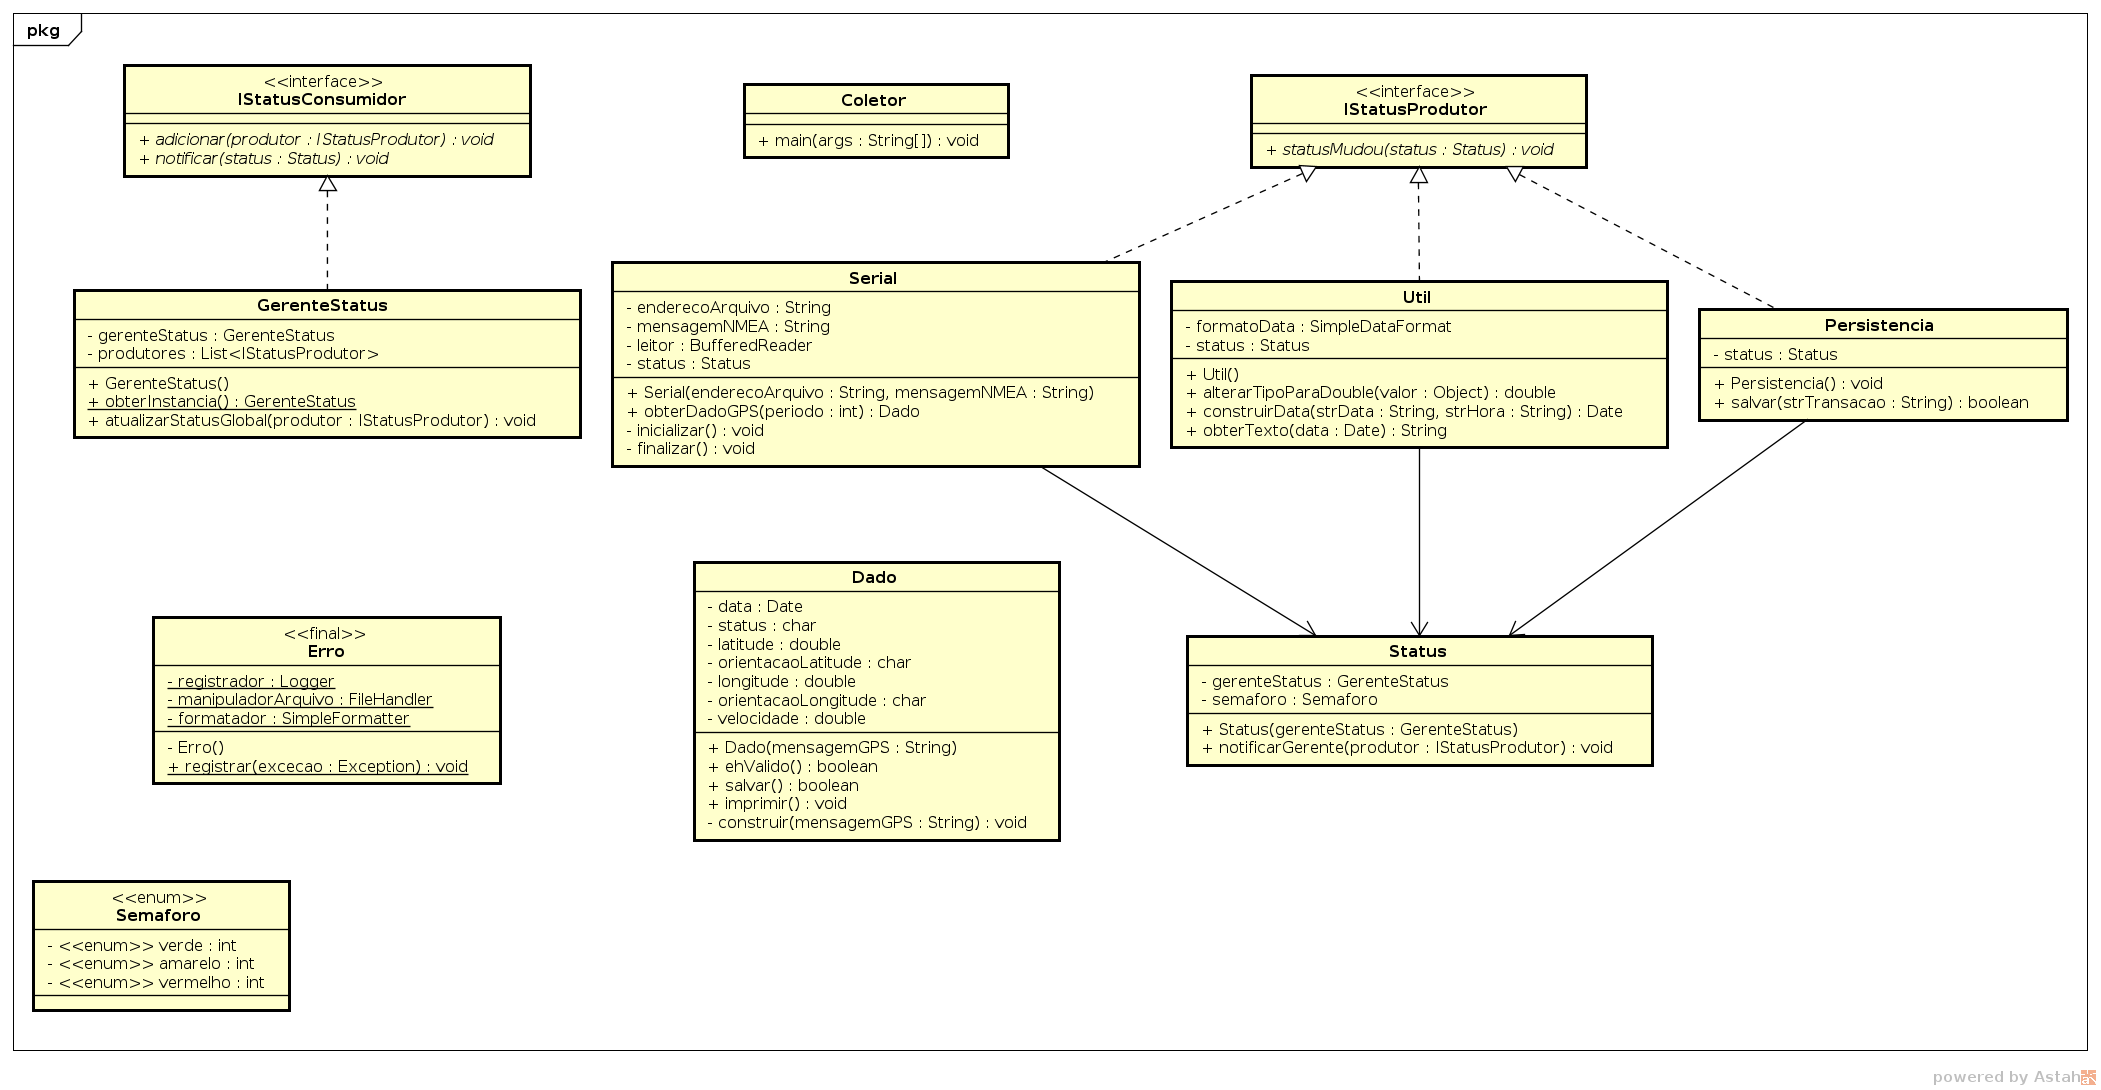 pkg
<<interface>>
IStatusConsumidor
+ adicionar(produtor : IStatusProdutor) : void
+ notificar(status : Status) : void
Coletor
+ main(args : String[]) : void
<<interface>>
IStatusProdutor
+ statusMudou(status : Status) : void
GerenteStatus
- gerenteStatus : GerenteStatus
- produtores : List<IStatusProdutor>
+ GerenteStatus()
+ obterInstancia() : GerenteStatus
+ atualizarStatusGlobal(produtor : IStatusProdutor) : void
Serial
- enderecoArquivo : String
- mensagemNMEA : String
- leitor : BufferedReader
- status : Status
+ Serial(enderecoArquivo : String, mensagemNMEA : String)
+ obterDadoGPS(periodo : int) : Dado
- inicializar() : void
- finalizar() : void
Util
- formatoData : SimpleDataFormat
- status : Status
+ Util()
+ alterarTipoParaDouble(valor : Object) : double
+ construirData(strData : String, strHora : String) : Date
+ obterTexto(data : Date) : String
Persistencia
- status : Status
+ Persistencia() : void
+ salvar(strTransacao : String) : boolean
<<final>>
Erro
- registrador : Logger
- manipuladorArquivo : FileHandler
- formatador : SimpleFormatter
- Erro()
+ registrar(excecao : Exception) : void
Dado
- data : Date
- status : char
- latitude : double
- orientacaoLatitude : char
- longitude : double
- orientacaoLongitude : char
- velocidade : double
+ Dado(mensagemGPS : String)
+ ehValido() : boolean
+ salvar() : boolean
+ imprimir() : void
- construir(mensagemGPS : String) : void
Status
- gerenteStatus : GerenteStatus
- semaforo : Semaforo
+ Status(gerenteStatus : GerenteStatus)
+ notificarGerente(produtor : IStatusProdutor) : void
<<enum>>
Semaforo
- <<enum>> verde : int
- <<enum>> amarelo : int
- <<enum>> vermelho : int
powered by Astah